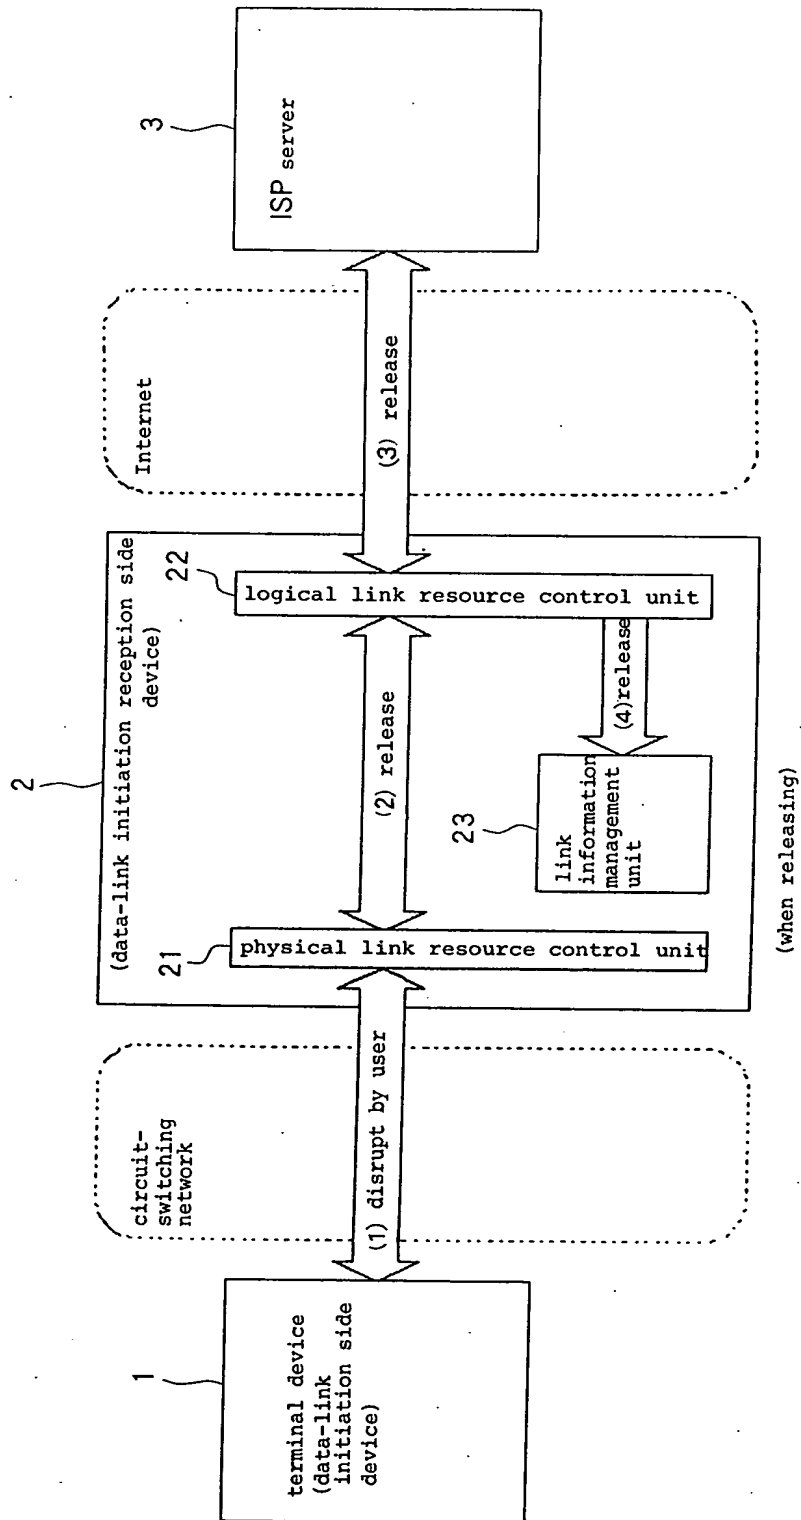 1
terminal device
(data-link
initiation side
device)
circuit-
switching
network
(1) disrupt by user
2
(data-link initiation reception side
device)
21
physical link resource control unit
(2) release
22
logical link resource control unit
23
link
information
management
unit
(4)release
Internet
(3) release
3
ISP server
(when releasing)